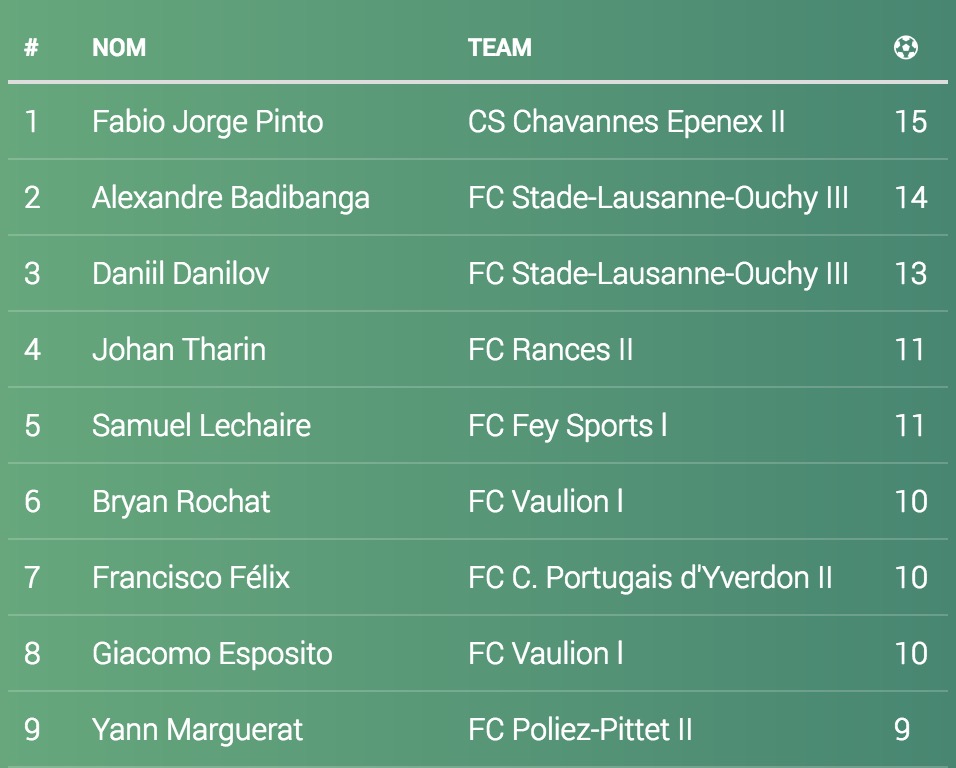 # NOM TEAM
1 Fabio Jorge Pinto CS Chavannes Epenex II 15
2 Alexandre Badibanga FC Stade-Lausanne-Ouchy III 14
3 Daniil Danilov FC Stade-Lausanne-Ouchy III 13
4 Johan Tharin FC Rances II 11
5 Samuel Lechaire FC Fey Sports l 11
6 Bryan Rochat FC Vaulion l 10
7 Francisco Félix FC C. Portugais d'Yverdon II 10
8 Giacomo Esposito FC Vaulion l 10
9 Yann Marguerat FC Poliez-Pittet II 9